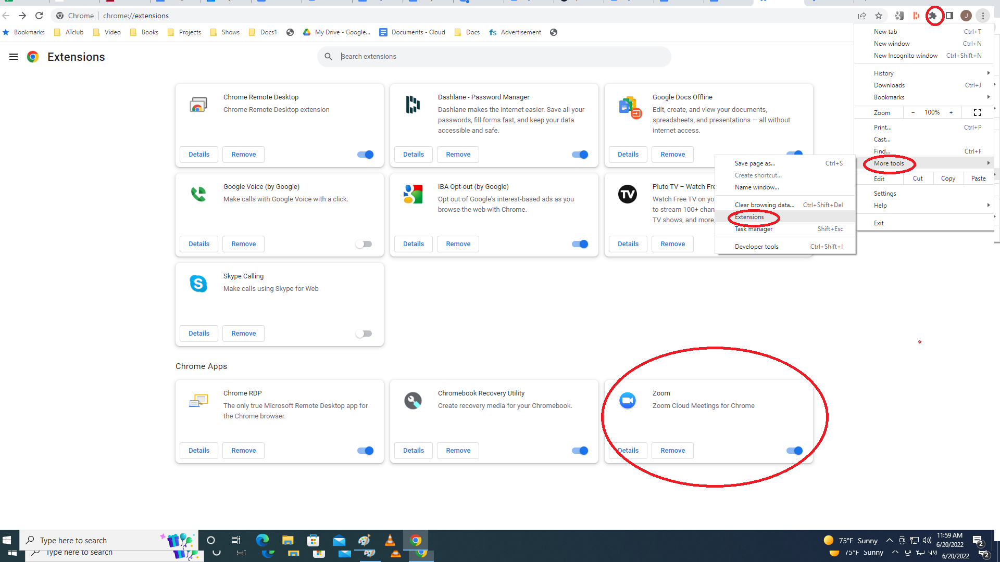 Chrome | chrome://extensions
J
Bookmarks ATclub Video Books Projects Shows Docs1 My Drive - Google... Documents - Cloud Docs fs Advertisement
Extensions
Search extensions
New tab Ctrl+T
New window Ctrl+N
New Incognito window Ctrl+Shift+N
History
Downloads Ctrl+J
Bookmarks
Zoom - 100% +
Print... Ctrl+P
Cast...
Find... Ctrl+F
More tools
Edit Cut Copy Paste
Settings
Help
Exit
Save page as... Ctrl+S
Create shortcut...
Name window...
Clear browsing data... Ctrl+Shift+Del
Extensions
Task manager Shift+Esc
Developer tools Ctrl+Shift+I
Chrome Remote Desktop
Chrome Remote Desktop extension
Details Remove
Dashlane - Password Manager
Dashlane makes the internet easier. Save all your
passwords, fill forms fast, and keep your data
accessible and safe.
Details Remove
Google Docs Offline
Edit, create, and view your documents,
spreadsheets, and presentations — all without
internet access.
Details Remove
Google Voice (by Google)
Make calls with Google Voice with a click.
Details Remove
IBA Opt-out (by Google)
Opt out of Google's interest-based ads as you
browse the web with Chrome.
Details Remove
TV
Pluto TV – Watch Fre
Watch Free TV on yo
to stream 100+ chan
TV shows, and more,
Details Remove
S
Skype Calling
Make calls using Skype for Web
Details Remove
Chrome Apps
Chrome RDP
The only true Microsoft Remote Desktop app for
the Chrome browser.
Details Remove
Chromebook Recovery Utility
Create recovery media for your Chromebook.
Details Remove
Zoom
Zoom Cloud Meetings for Chrome
Details Remove
Type here to search
75°F Sunny
11:59 AM
6/20/2022
2
Type here to search
75°F Sunny
6/20/2022
2